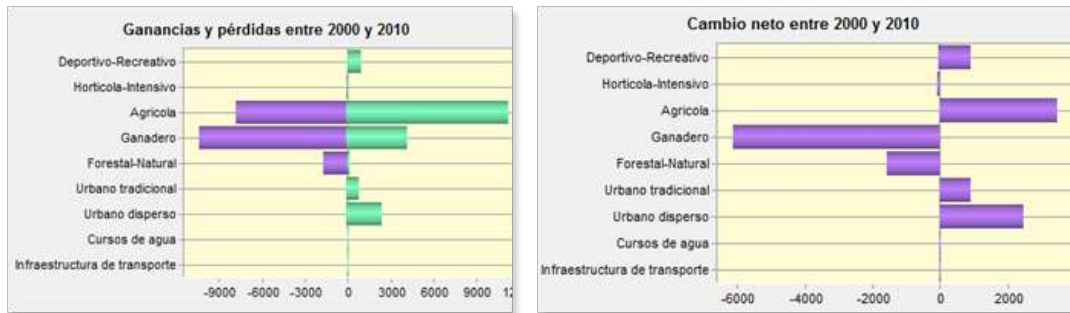 Ganancias y pérdidas entre 2000 y 2010
Deportivo-Recreativo
Horticola-Intensivo
Agricola
Ganadero
Forestal-Natural
Urbano tradicional
Urbano disperso
Cursos de agua
Infraestructura de transporte
-9000 -6000 -3000 0 3000 6000 9000 12
Cambio neto entre 2000 y 2010
Deportivo-Recreativo
Horticola-Intensivo
Agricola
Ganadero
Forestal-Natural
Urbano tradicional
Urbano disperso
Cursos de agua
Infraestructura de transporte
-6000 -4000 -2000 0 2000